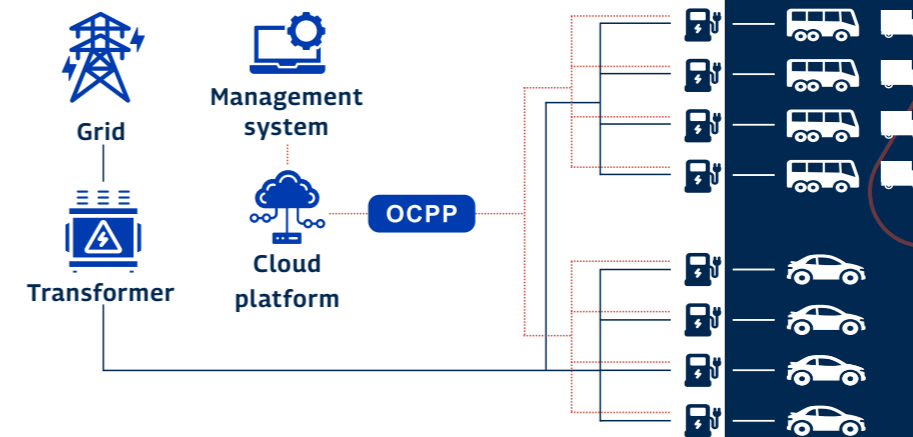 Grid
Management
system
OCPP
Cloud
platform
Transformer